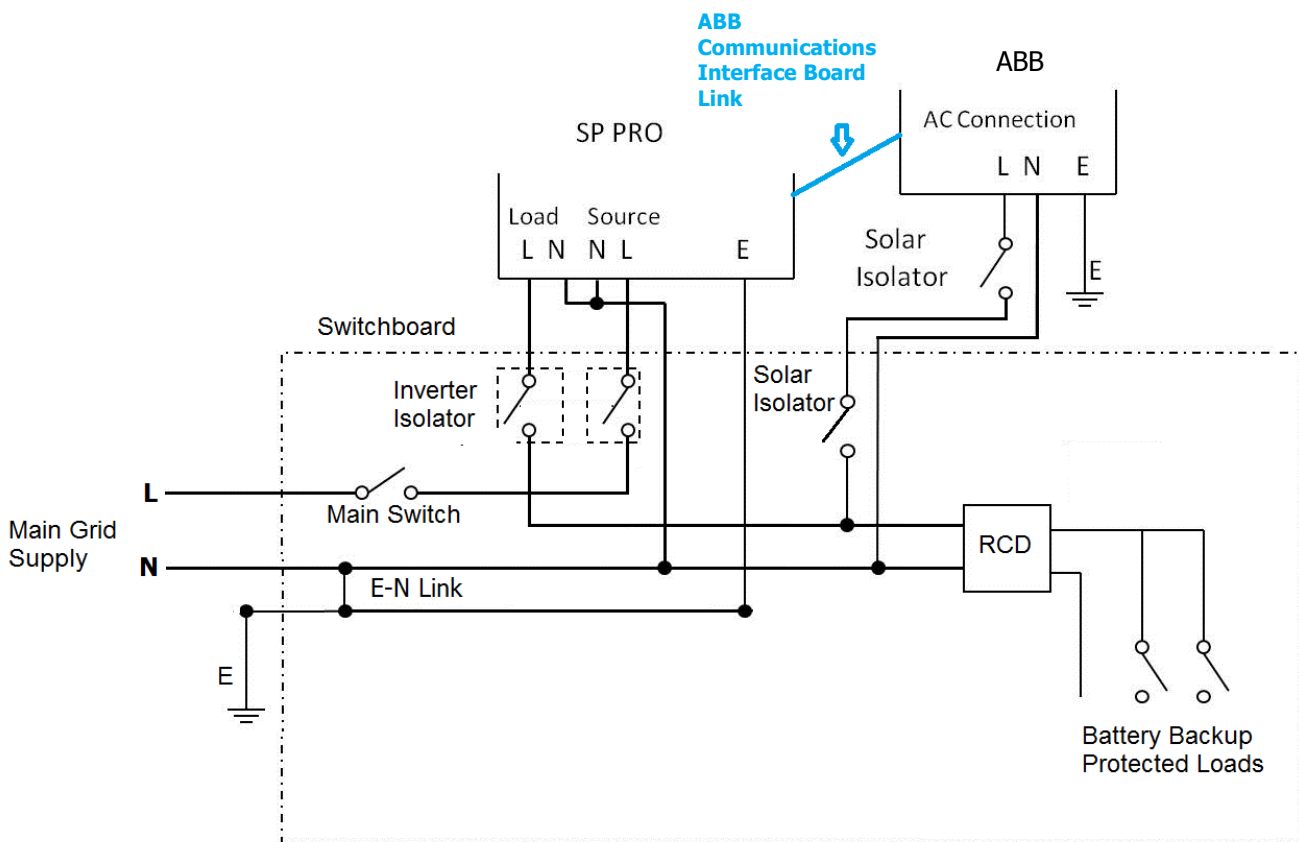 ABB
Communications
Interface Board
Link
ABB
AC Connection
L N E
SP PRO
Load Source
L N N L E
Solar
Isolator
E
Switchboard
Inverter
Isolator
Solar
Isolator
L
Main Switch
Main Grid
Supply
N
E-N Link
RCD
E
Battery Backup
Protected Loads